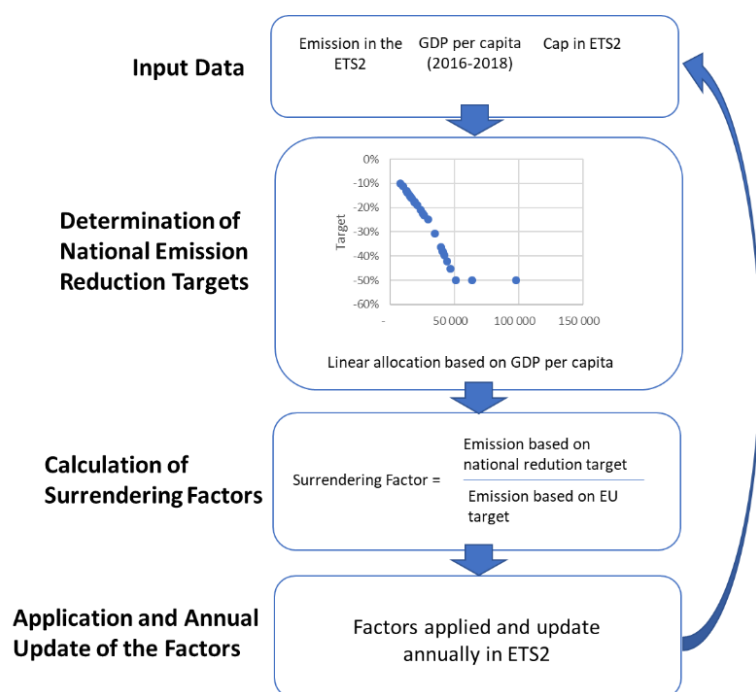 Input Data
Emission in the
ETS2
GDP per capita
(2016-2018)
Cap in ETS2
Determination of
National Emission
Reduction Targets
Target
0%
-10%
-20%
-30%
-40%
-50%
-60%
-
50 000
100 000
150 000
Linear allocation based on GDP per capita
Calculation of
Surrendering Factors
Surrendering Factor =
Emission based on
national redution target
Emission based on EU
target
Application and Annual
Update of the Factors
Factors applied and update
annually in ETS2